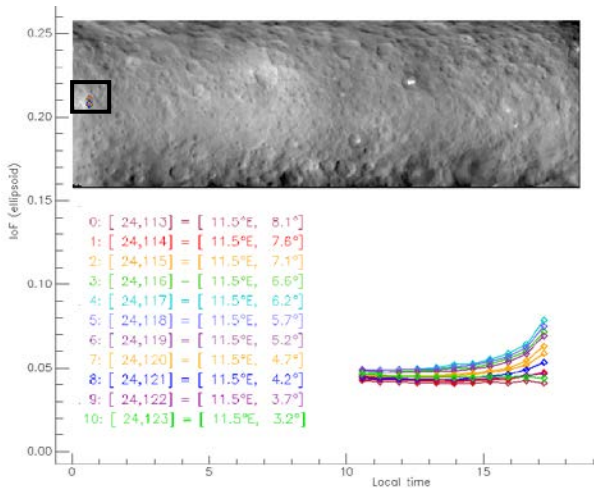 0.25
0.20
0.15
0.10
0.05
0.00
IoF (ellipsoid)
0: [ 24,113] = [ 11.5°E, 8.1°]
1: [ 24,114] = [ 11.5°E, 7.6°]
2: [ 24,115] = [ 11.5°E, 7.1°]
3: [ 24,116] = [ 11.5°E, 6.6°]
4: [ 24,117] = [ 11.5°E, 6.2°]
5: [ 24,118] = [ 11.5°E, 5.7°]
6: [ 24,119] = [ 11.5°E, 5.2°]
7: [ 24,120] = [ 11.5°E, 4.7°]
8: [ 24,121] = [ 11.5°E, 4.2°]
9: [ 24,122] = [ 11.5°E, 3.7°]
10: [ 24,123] = [ 11.5°E, 3.2°]
0 5 10 15
Local time